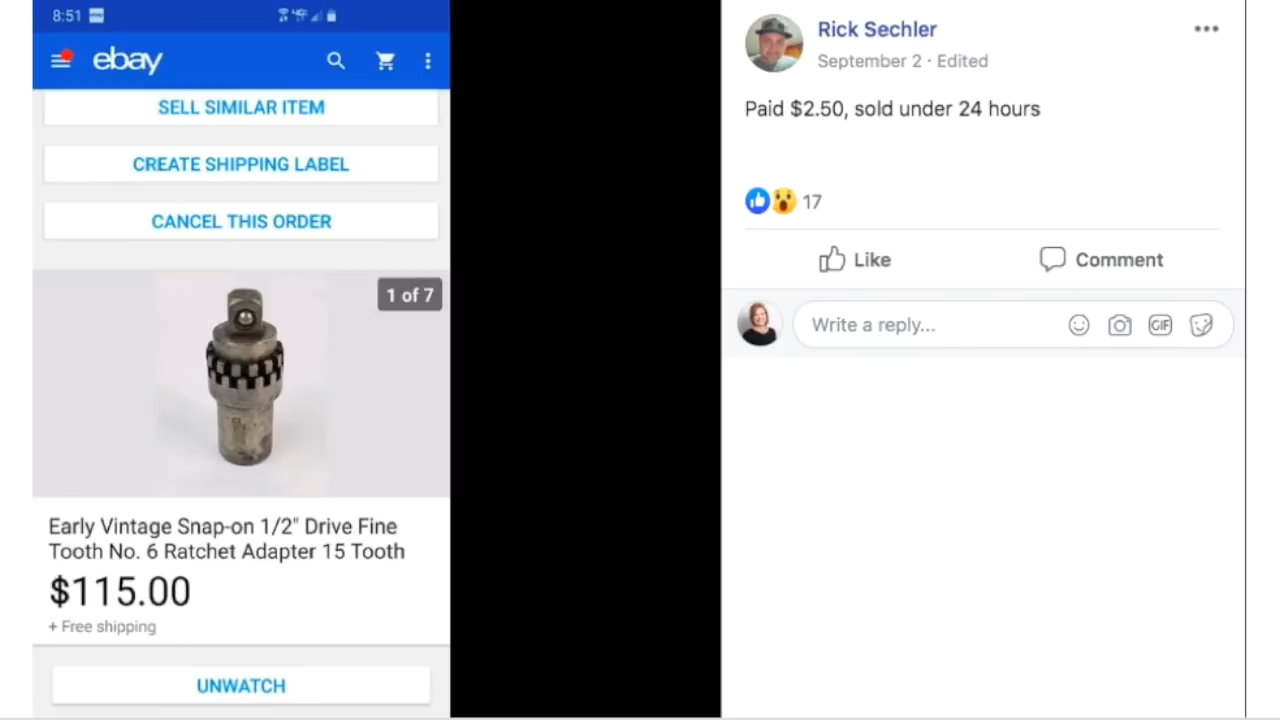 8:51
ebay
SELL SIMILAR ITEM
CREATE SHIPPING LABEL
CANCEL THIS ORDER
1 of 7
Early Vintage Snap-on 1/2" Drive Fine
Tooth No. 6 Ratchet Adapter 15 Tooth
$115.00
+ Free shipping
UNWATCH
Rick Sechler
September 2 · Edited
Paid $2.50, sold under 24 hours
17
Like Comment
Write a reply...
GIF